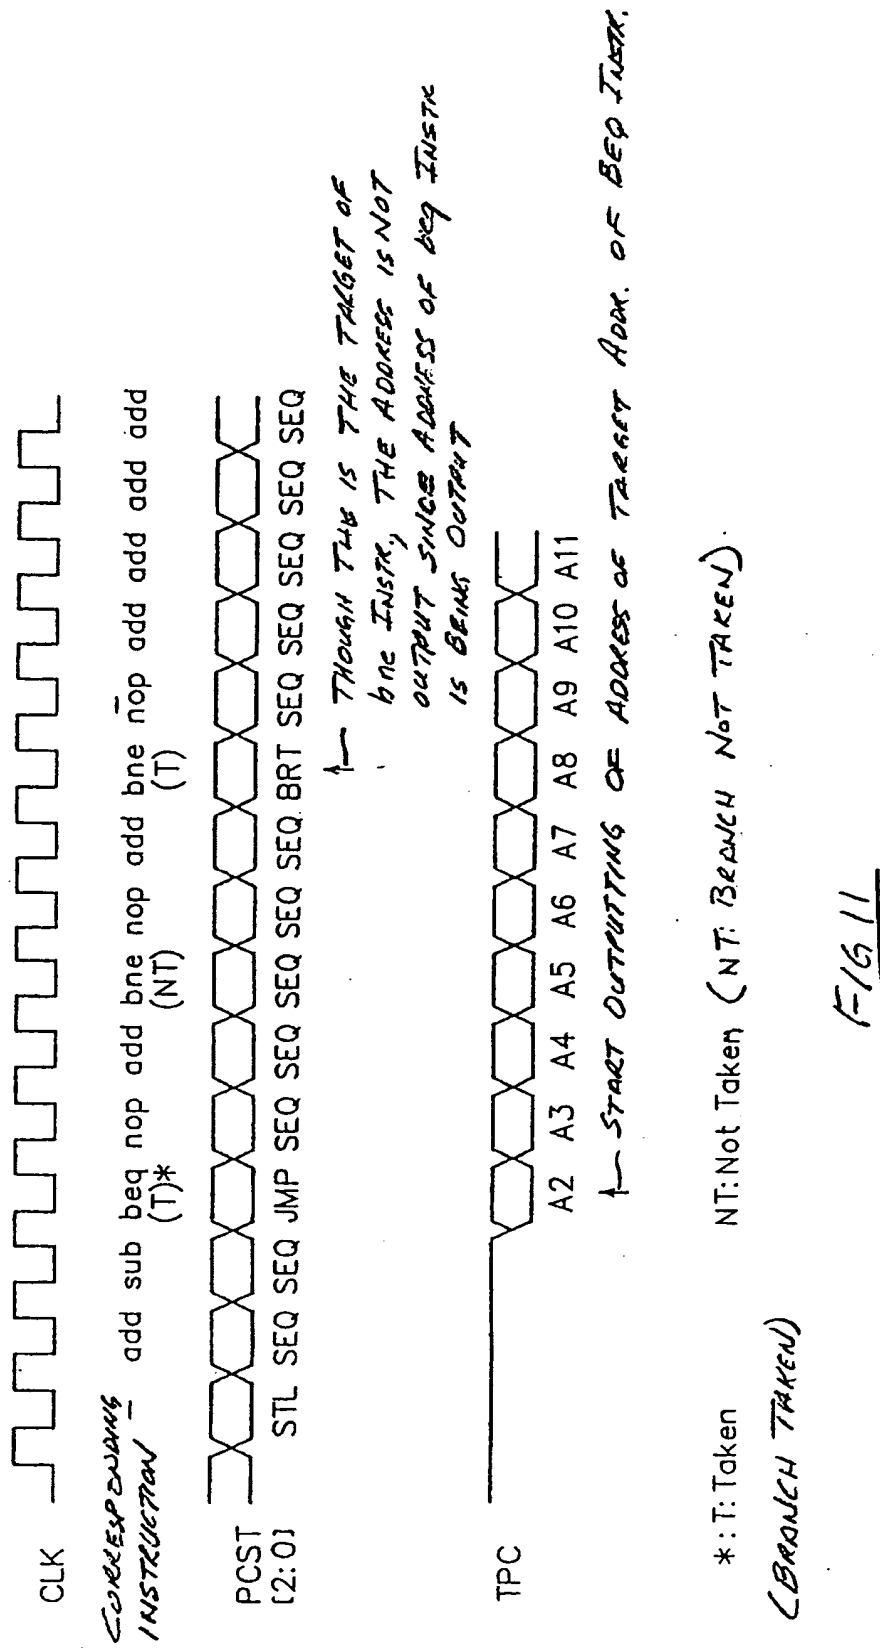 CLK
CORRESPONDING
INSTRUCTION — add sub beq nop add bne nop add bne nop add add add add
(T)* (NT) (T)
PCST
[2:0]
STL SEQ SEQ JMP SEQ SEQ SEQ SEQ SEQ BRT SEQ SEQ SEQ SEQ SEQ
THOUGH THIS IS THE TARGET OF
bne INSTR., THE ADDRESS IS NOT
OUTPUT SINCE ADDRESS OF beq INSTR
IS BEING OUTPUT
TPC
A2 A3 A4 A5 A6 A7 A8 A9 A10 A11
START OUTPUTTING OF ADDRESS OF TARGET ADDR. OF BEQ INSTR.
*:T:Taken NT:Not Taken (NT: BRANCH NOT TAKEN).
(BRANCH TAKEN)
FIG 11